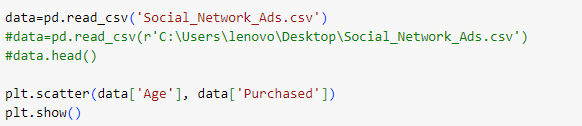 data=pd.read_csv('Social_Network_Ads.csv')
#data=pd.read_csv(r'C:\Users\lenovo\Desktop\Social_Network_Ads.csv')
#data.head()
plt.scatter(data['Age'], data['Purchased'])
plt.show()